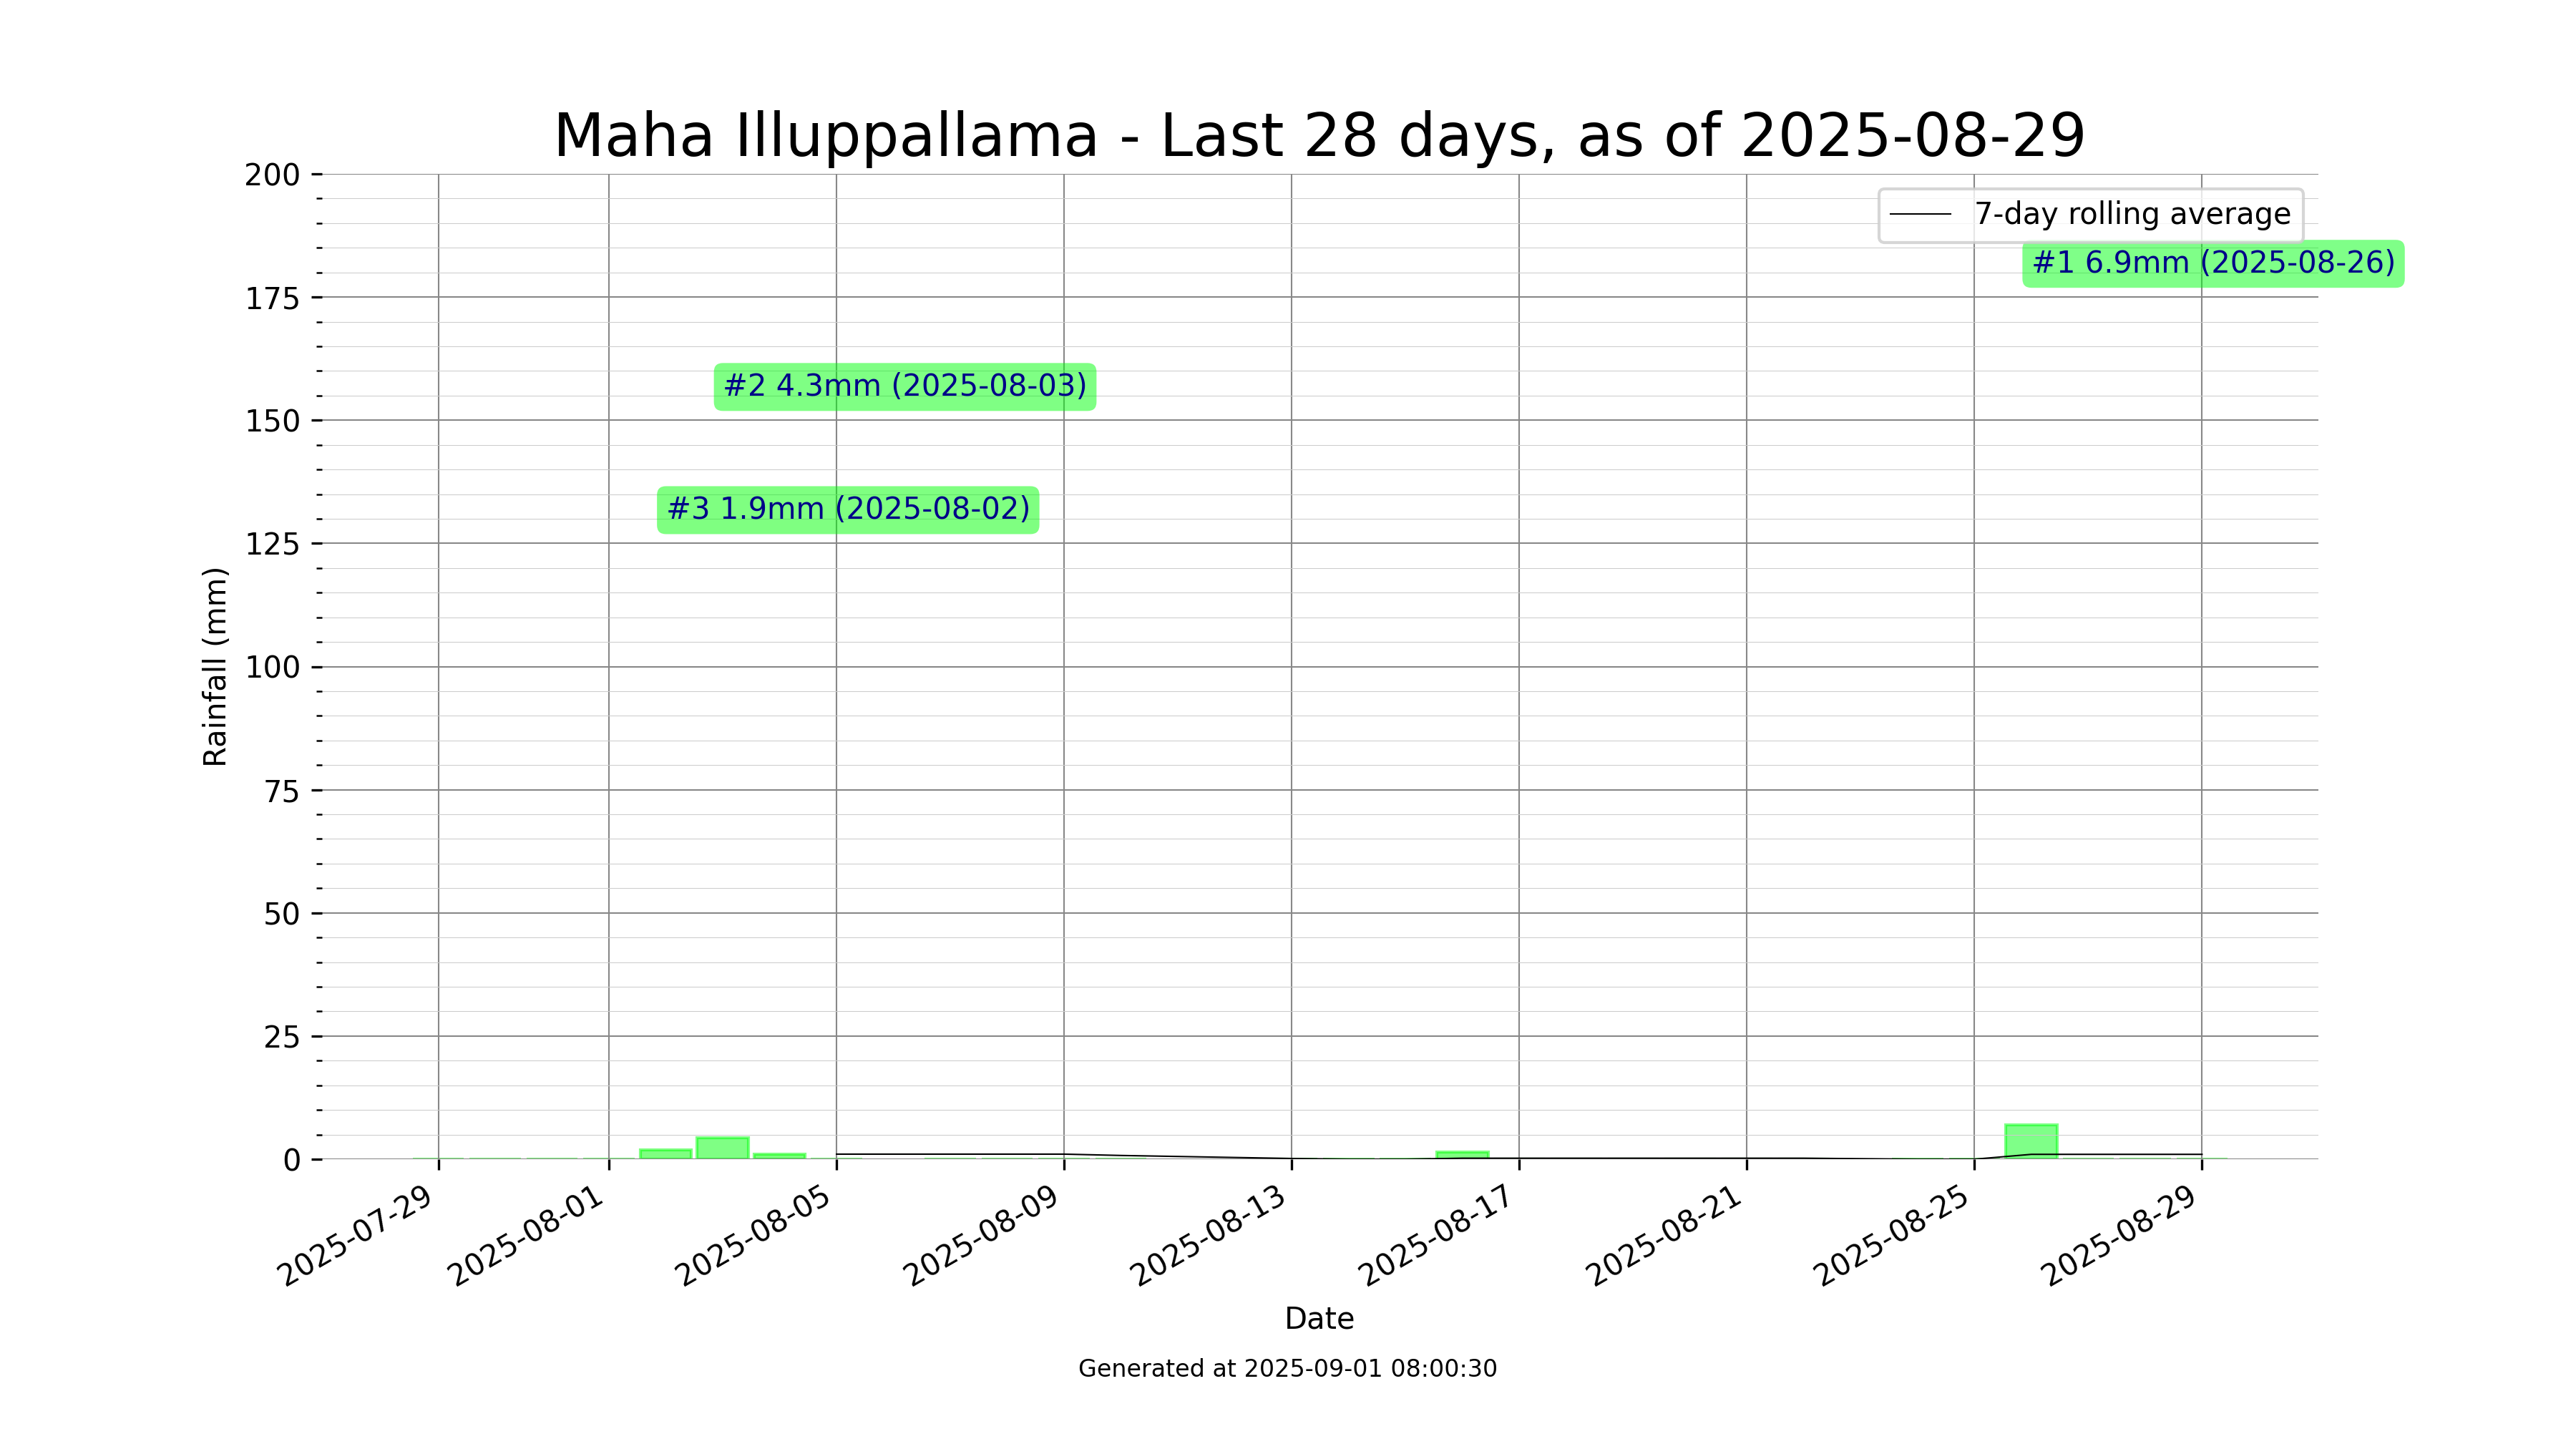 Maha Illuppallama - Last 28 days, as of 2025-08-29
200
175
150
125
100
75
50
25
0
Rainfall (mm)
7-day rolling average
#1 6.9mm (2025-08-26)
#2 4.3mm (2025-08-03)
#3 1.9mm (2025-08-02)
2025-07-29
2025-08-01
2025-08-05
2025-08-09
2025-08-13
2025-08-17
2025-08-21
2025-08-25
2025-08-29
Date
Generated at 2025-09-01 08:00:30